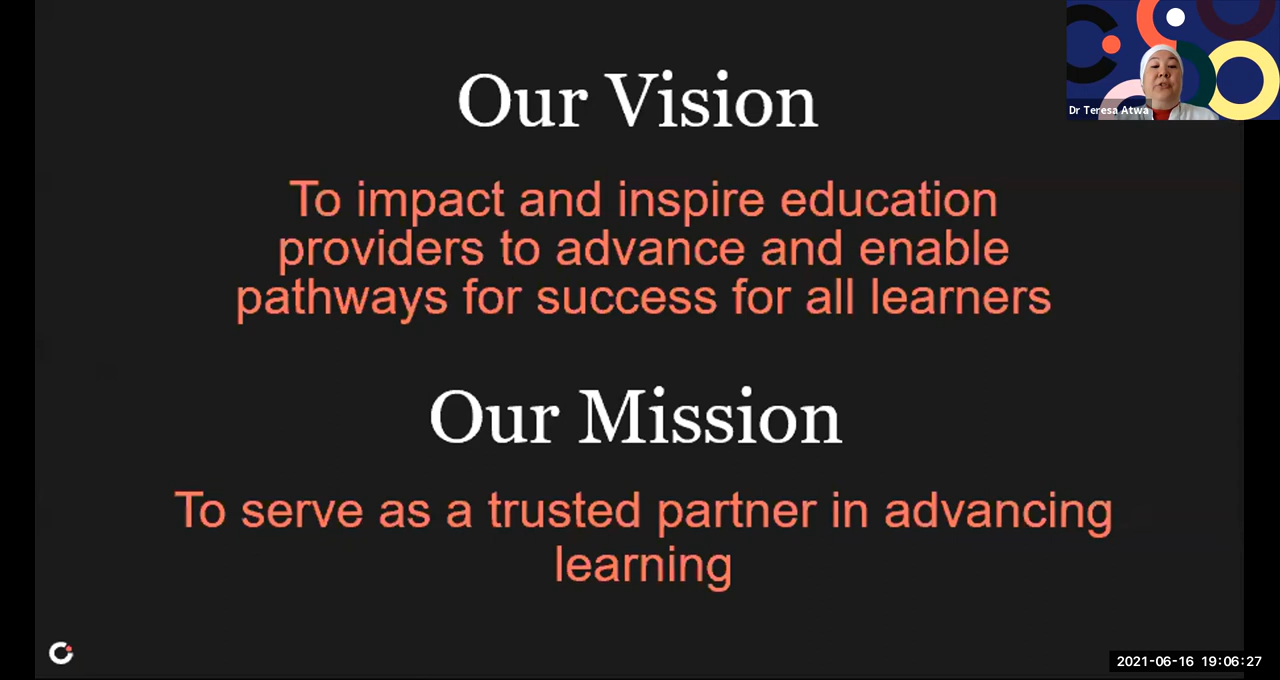 Our Vision
Dr Teresa Atwa
To impact and inspire education
providers to advance and enable
pathways for success for all learners
Our Mission
To serve as a trusted partner in advancing
learning
2021-06-16 19:06:27